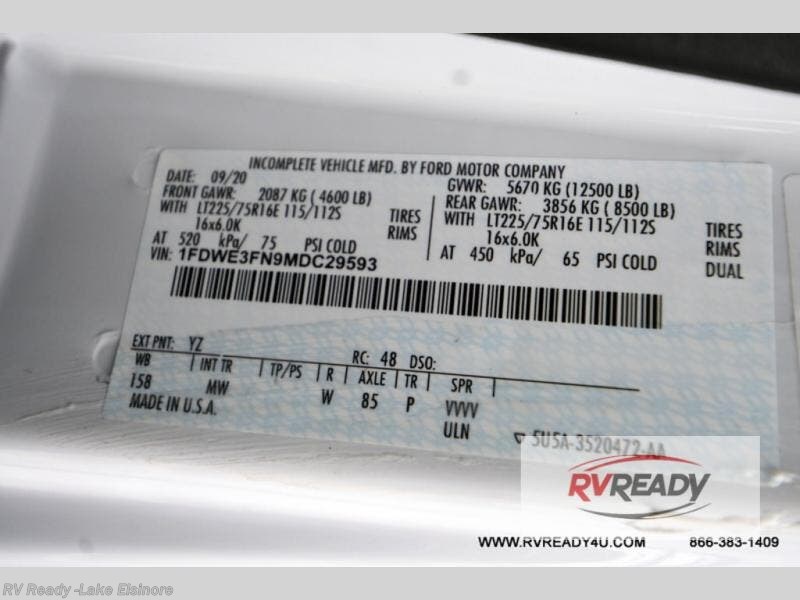 INCOMPLETE VEHICLE MFD. BY FORD MOTOR COMPANY
DATE: 09/20 GVWR: 5670 KG (12500 LB)
FRONT GAWR: 2087 KG ( 4600 LB) REAR GAWR: 3856 KG ( 8500 LB)
WITH LT225/75R16E 115/112S TIRES WITH LT225/75R16E 115/112S TIRES
16x6.0K RIMS 16x6.0K RIMS
AT 520 kPa/ 75 PSI COLD AT 450 kPa/ 65 PSI COLD DUAL
VIN: 1FDWE3FN9MDC29593
EXT PNT: YZ RC: 48 DSO:
WB INT TR TP/PS R AXLE TR SPR
158 MW W 85 P VVVV
MADE IN U.S.A. ULN
5U5A-3520472-AA
RVREADY
WWW.RVREADY4U.COM 866-383-1409
RV Ready -Lake Elsinore